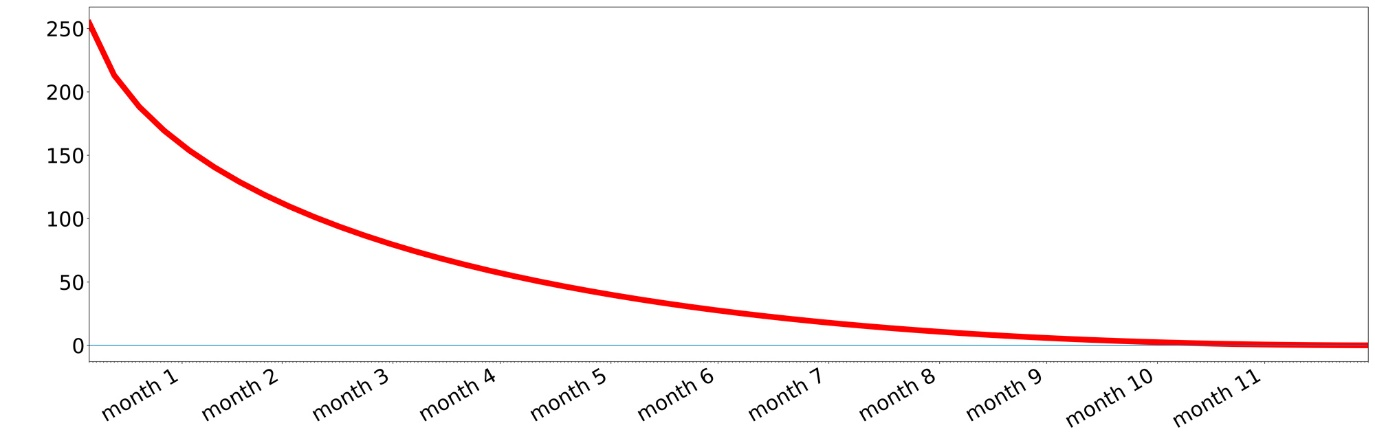 250
200
150
100
50
0
month 1
month 2
month 3
month 4
month 5
month 6
month 7
month 8
month 9
month 10
month 11